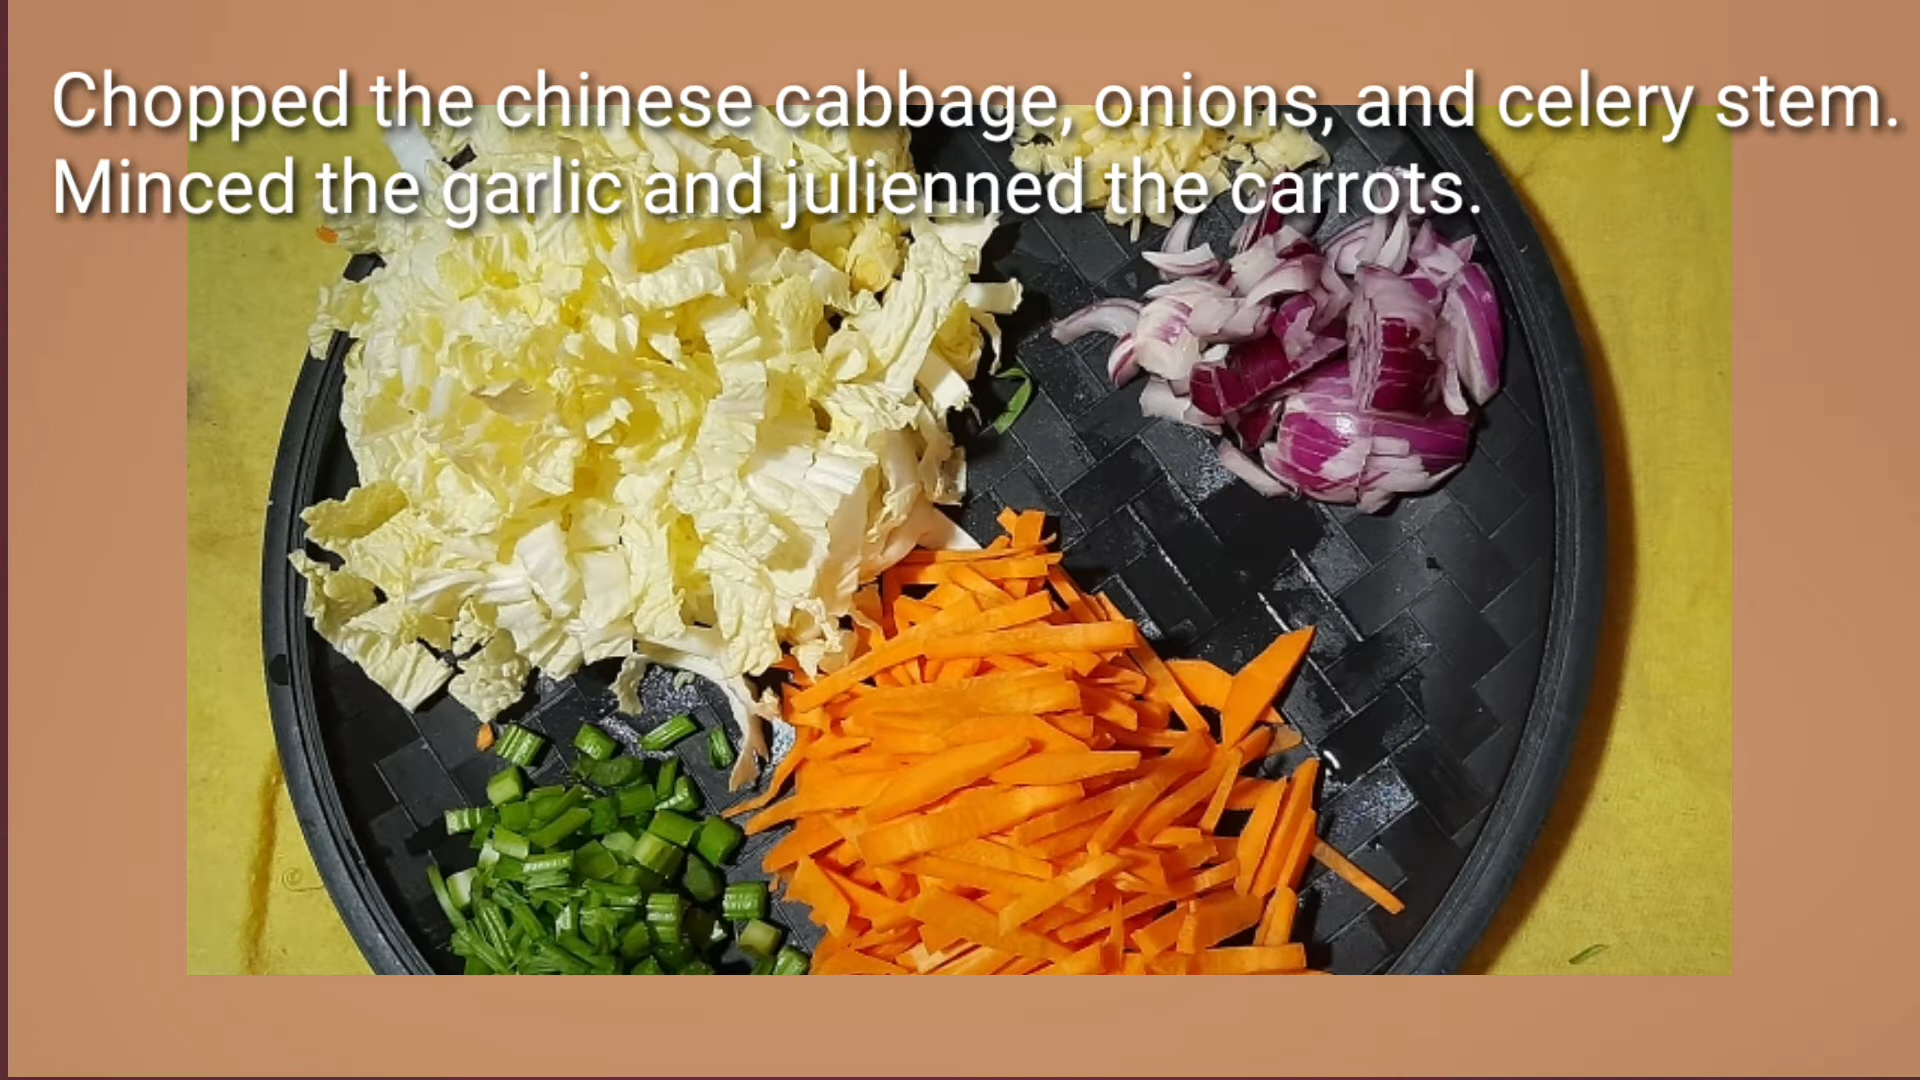 Chopped the chinese cabbage, onions, and celery stem.
Minced the garlic and julienned the carrots.